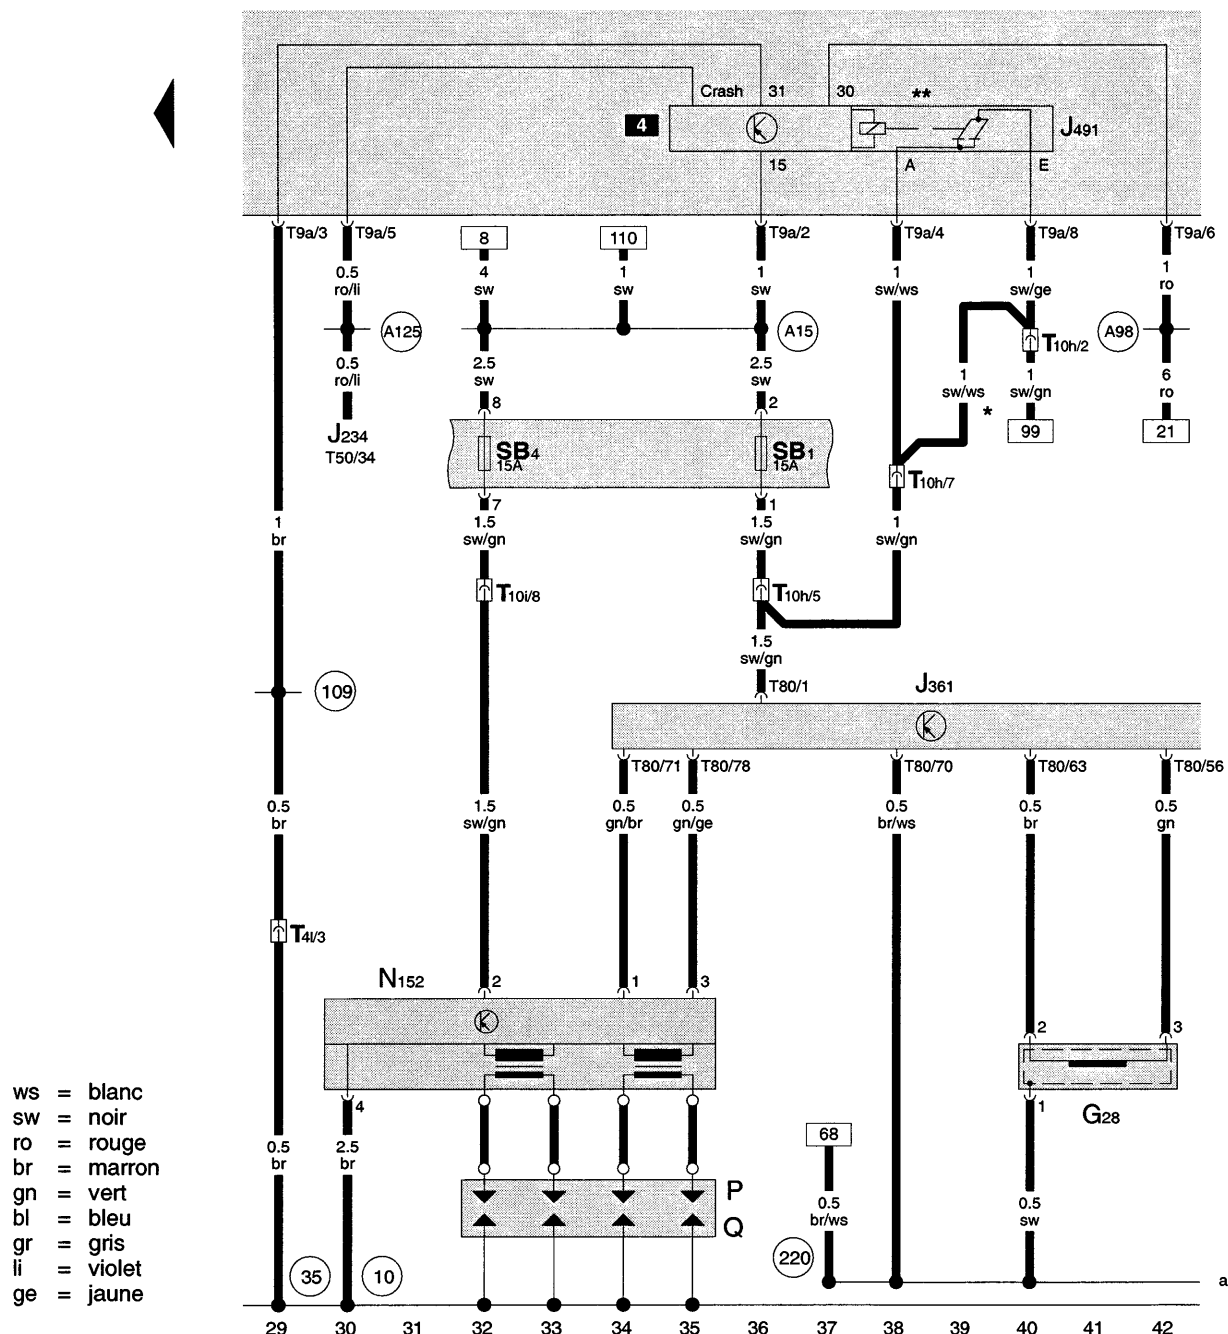 Crash 31 30 **
4 J491
15 A E
T9a/3 T9a/5 8 110 T9a/2 T9a/4 T9a/8 T9a/6
0.5 4 1 1 1 1 1
ro/li sw sw sw sw/ws sw/ge ro
A125 A15 T10h/2 A98
0.5 2.5 2.5 1 1 6
ro/li sw sw sw/ws sw/gn ro
8 2 *
J234 99 21
T50/34
SB4 SB1
15A 15A
T10h/7
7 1
1 1.5 1.5 1
br sw/gn sw/gn sw/gn
T10i/8 T10h/5
1.5
sw/gn
109 T80/1 J361
T80/71 T80/78 T80/70 T80/63 T80/56
0.5 1.5 0.5 0.5 0.5 0.5 0.5
br sw/gn gn/br gn/ge br/ws br gn
T4l/3
N152 2 1 3
2 3
4 1 G28
68
ws = blanc
sw = noir
ro = rouge
br = marron
gn = vert
bl = bleu
gr = gris
li = violet
ge = jaune
0.5 2.5
br br
P
Q
0.5 0.5
br/ws sw
35 10 220
a
29 30 31 32 33 34 35 36 37 38 39 40 41 42